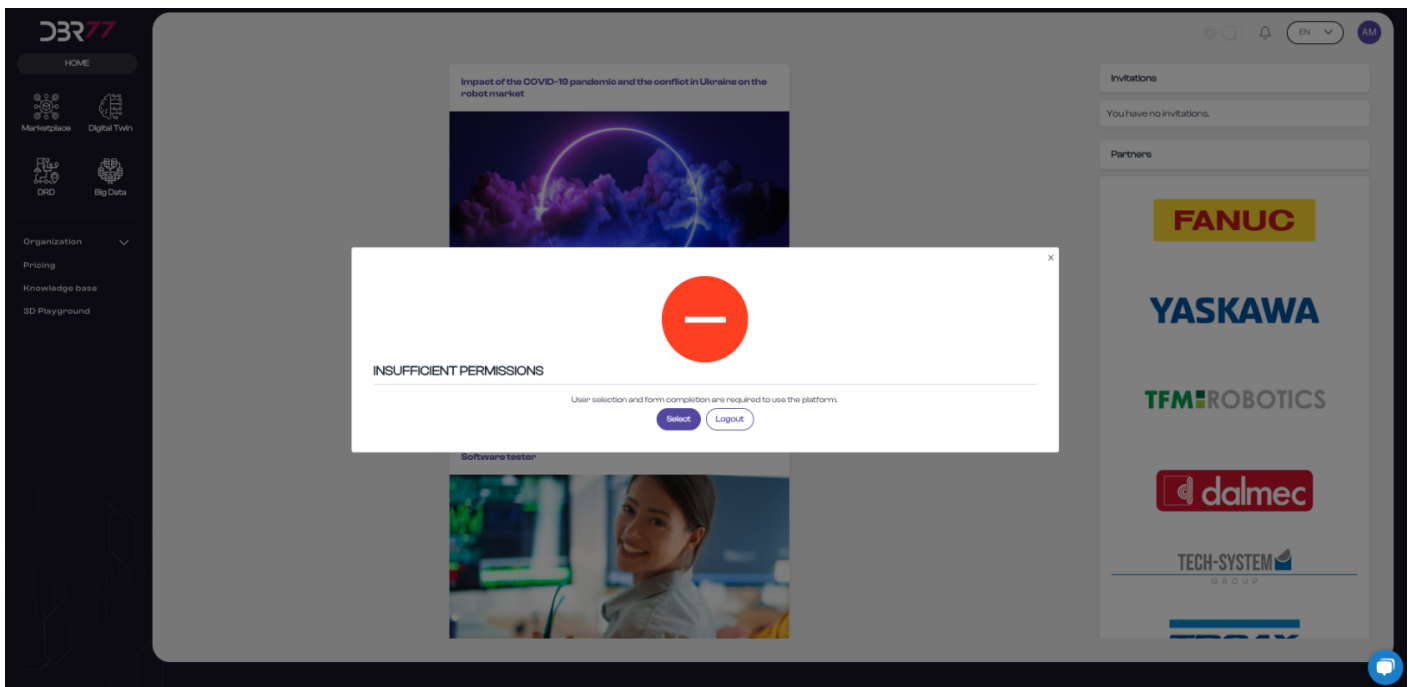 DBR77
HOME
Marketplace
Digital Twin
DRD
Big Data
Organization
Pricing
Knowledge base
3D Playground
EN
AM
Impact of the COVID-19 pandemic and the conflict in Ukraine on the
robot market
INSUFFICIENT PERMISSIONS
User selection and form completion are required to use the platform.
Select
Logout
x
Software tester
Invitations
You have no invitations.
Partners
FANUC
YASKAWA
TFM ROBOTICS
dalmec
TECH-SYSTEM
GROUP